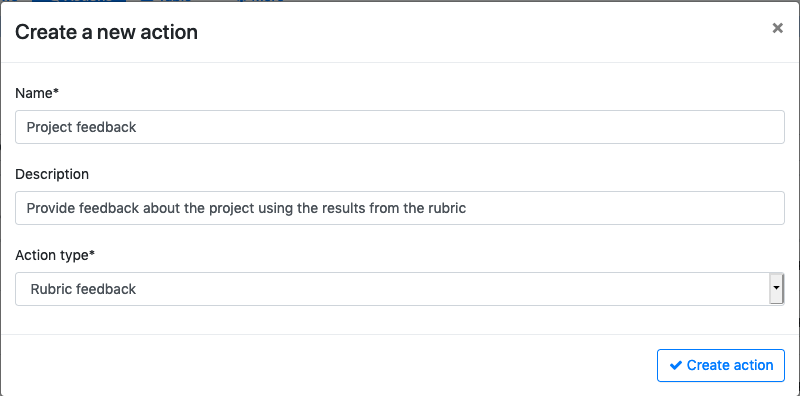 Create a new action
×
Name*
Project feedback
Description
Provide feedback about the project using the results from the rubric
Action type*
Rubric feedback
Create action